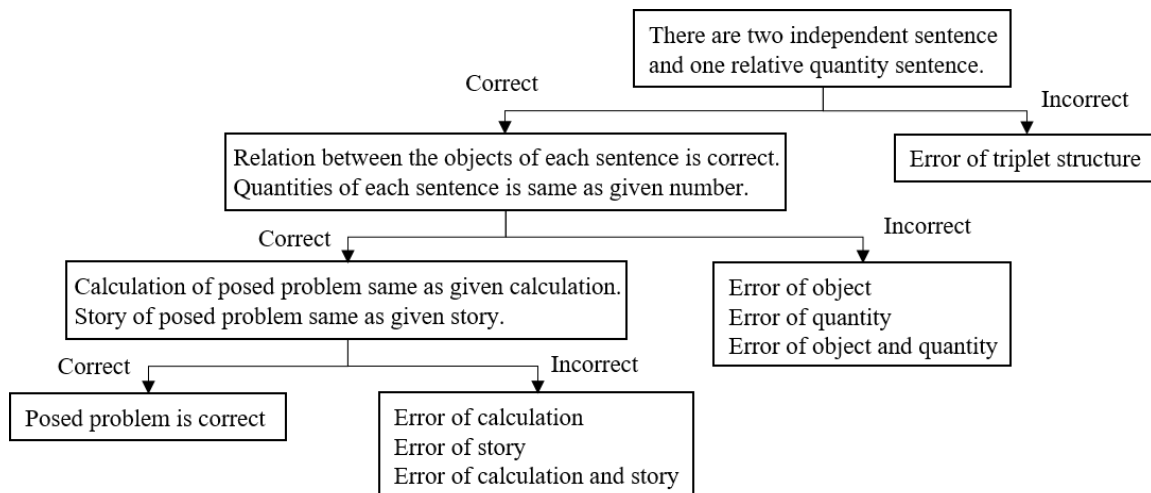 There are two independent sentence
and one relative quantity sentence.
Correct
Incorrect
Relation between the objects of each sentence is correct.
Quantities of each sentence is same as given number.
Error of triplet structure
Correct
Incorrect
Calculation of posed problem same as given calculation.
Story of posed problem same as given story.
Error of object
Error of quantity
Error of object and quantity
Correct
Incorrect
Posed problem is correct
Error of calculation
Error of story
Error of calculation and story